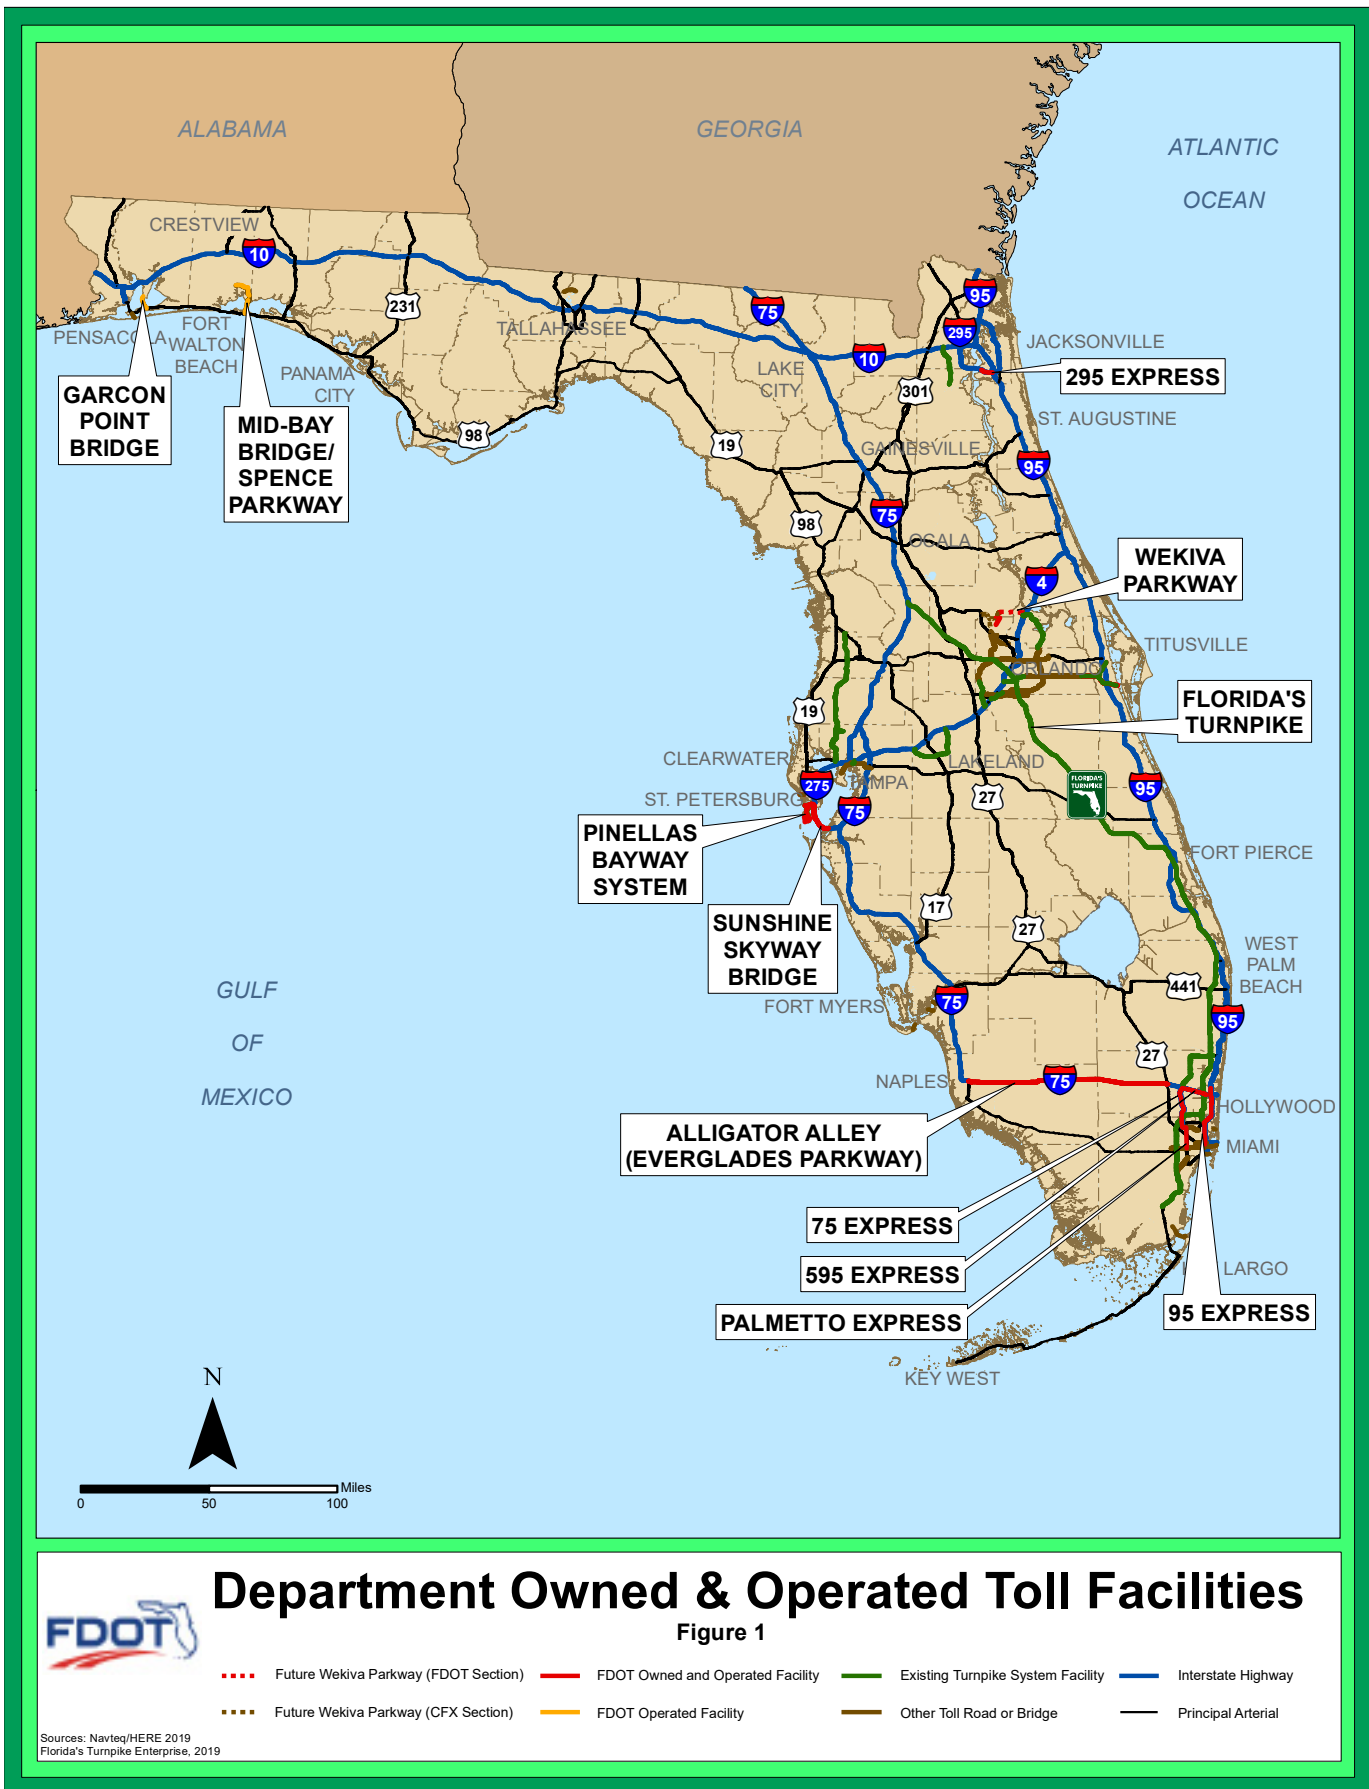 ALABAMA
GEORGIA
ATLANTIC
OCEAN
CRESTVIEW
10
231
PENSACOLA
FORT
WALTON
BEACH
PANAMA
CITY
TALLAHASSEE
75
95
295
10
LAKE
CITY
JACKSONVILLE
295 EXPRESS
301
ST. AUGUSTINE
GARCON
POINT
BRIDGE
MID-BAY
BRIDGE/
SPENCE
PARKWAY
98
19
GAINESVILLE
95
98
75
OCALA
4
WEKIVA
PARKWAY
TITUSVILLE
ORLANDO
FLORIDA'S
TURNPIKE
19
CLEARWATER
LAKELAND
275
TAMPA
ST. PETERSBURG
75
27
FLORIDA'S
TURNPIKE
95
PINELLAS
BAYWAY
SYSTEM
FORT PIERCE
SUNSHINE
SKYWAY
BRIDGE
17
27
WEST
PALM
BEACH
441
GULF
OF
MEXICO
FORT MYERS
75
95
27
NAPLES
75
HOLLYWOOD
MIAMI
ALLIGATOR ALLEY
(EVERGLADES PARKWAY)
75 EXPRESS
595 EXPRESS
PALMETTO EXPRESS
LARGO
95 EXPRESS
KEY WEST
N
Miles
0 50 100
Department Owned & Operated Toll Facilities
Figure 1
FDOT
Future Wekiva Parkway (FDOT Section)
FDOT Owned and Operated Facility
Existing Turnpike System Facility
Interstate Highway
Future Wekiva Parkway (CFX Section)
FDOT Operated Facility
Other Toll Road or Bridge
Principal Arterial
Sources: Navteq/HERE 2019
Florida's Turnpike Enterprise, 2019